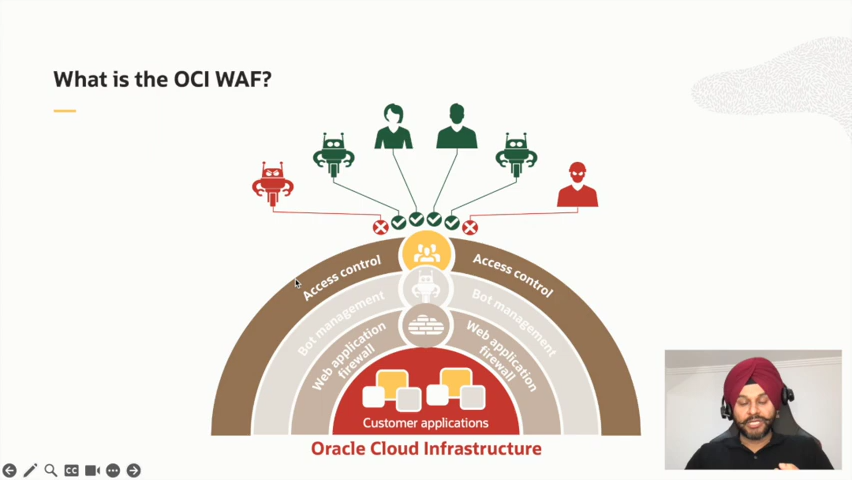 What is the OCI WAF?
Access control
Access control
Bot management
Bot management
Web application
firewall
Web application
firewall
Customer applications
Oracle Cloud Infrastructure
CC